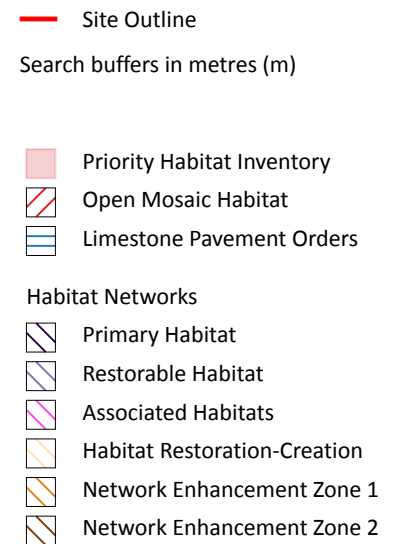 Site Outline
Search buffers in metres (m)
Priority Habitat Inventory
Open Mosaic Habitat
Limestone Pavement Orders
Habitat Networks
Primary Habitat
Restorable Habitat
Associated Habitats
Habitat Restoration-Creation
Network Enhancement Zone 1
Network Enhancement Zone 2